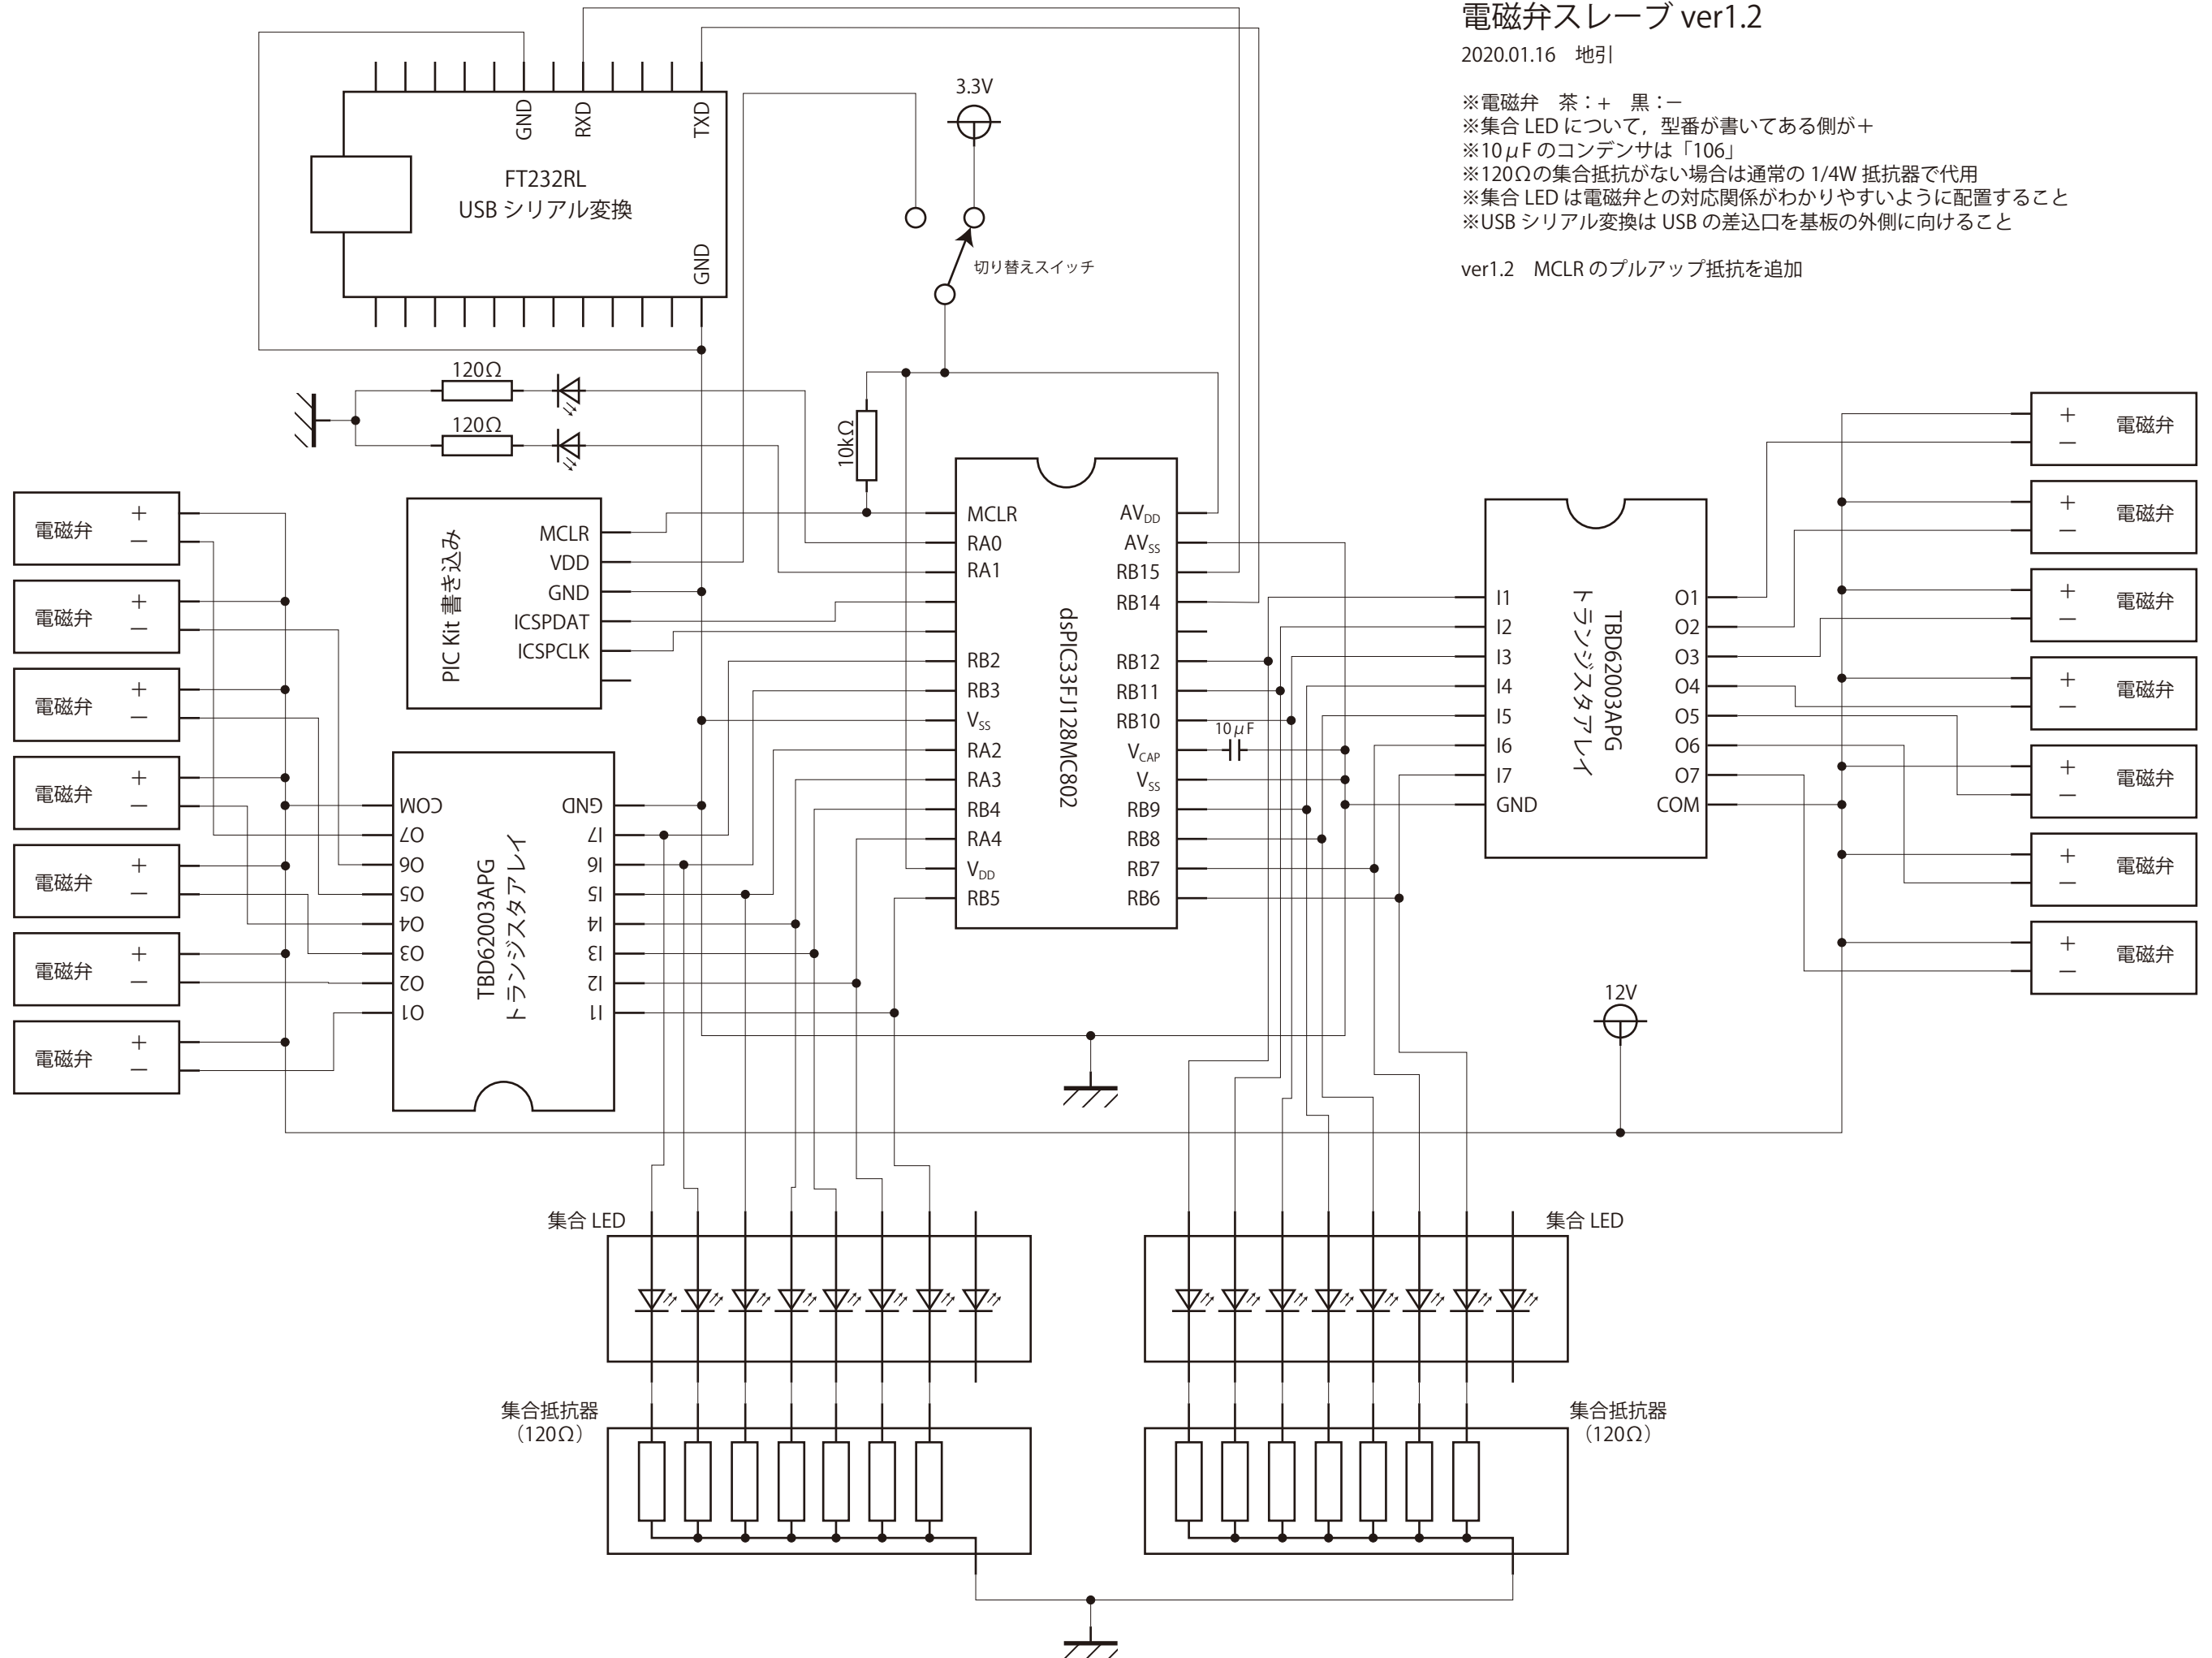 電磁弁スレーブ ver1.2
2020.01.16　地引
※電磁弁　茶：+　黒：−
※集合 LED について，型番が書いてある側が＋
※10μF のコンデンサは「106」
※120Ωの集合抵抗がない場合は通常の 1/4W 抵抗器で代用
※集合 LED は電磁弁との対応関係がわかりやすいように配置すること
※USB シリアル変換は USB の差込口を基板の外側に向けること
ver1.2　MCLR のプルアップ抵抗を追加
GND
RXD
TXD
FT232RL
USB シリアル変換
GND
3.3V
切り替えスイッチ
120Ω
120Ω
10kΩ
PIC Kit 書き込み
MCLR
VDD
GND
ICSPDAT
ICSPCLK
dsPIC33FJ128MC802
MCLR
RA0
RA1
RB2
RB3
VSS
RA2
RA3
RB4
RA4
VDD
RB5
AVDD
AVSS
RB15
RB14
RB12
RB11
RB10
VCAP
VSS
RB9
RB8
RB7
RB6
10μF
TBD62003APG
トランジスタアレイ
I1
I2
I3
I4
I5
I6
I7
GND
O1
O2
O3
O4
O5
O6
O7
COM
+
−
電磁弁
+
−
電磁弁
+
−
電磁弁
+
−
電磁弁
+
−
電磁弁
+
−
電磁弁
+
−
電磁弁
電磁弁
+
−
電磁弁
+
−
電磁弁
+
−
電磁弁
+
−
電磁弁
+
−
電磁弁
+
−
電磁弁
+
−
TBD62003APG
トランジスタアレイ
COM
O7
O6
O5
O4
O3
O2
O1
GND
I7
I6
I5
I4
I3
I2
I1
12V
集合 LED
集合 LED
集合抵抗器
（120Ω）
集合抵抗器
（120Ω）